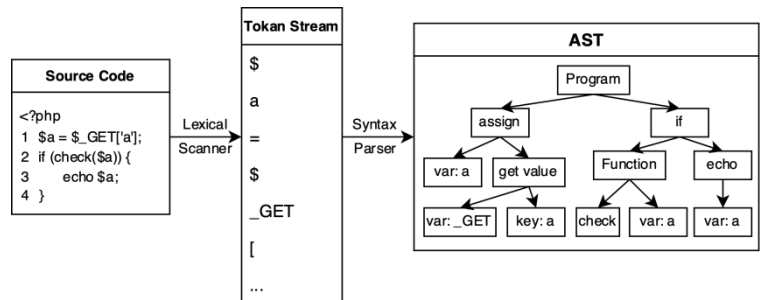 Source Code
<?php
1 $a = $_GET['a'];
2 if (check($a)) {
3 echo $a;
4 }
Lexical
Scanner
Tokan Stream
$
a
=
$
_GET
[
...
Syntax
Parser
AST
Program
assign
if
var: a
get value
Function
echo
var: _GET
key: a
check
var: a
var: a